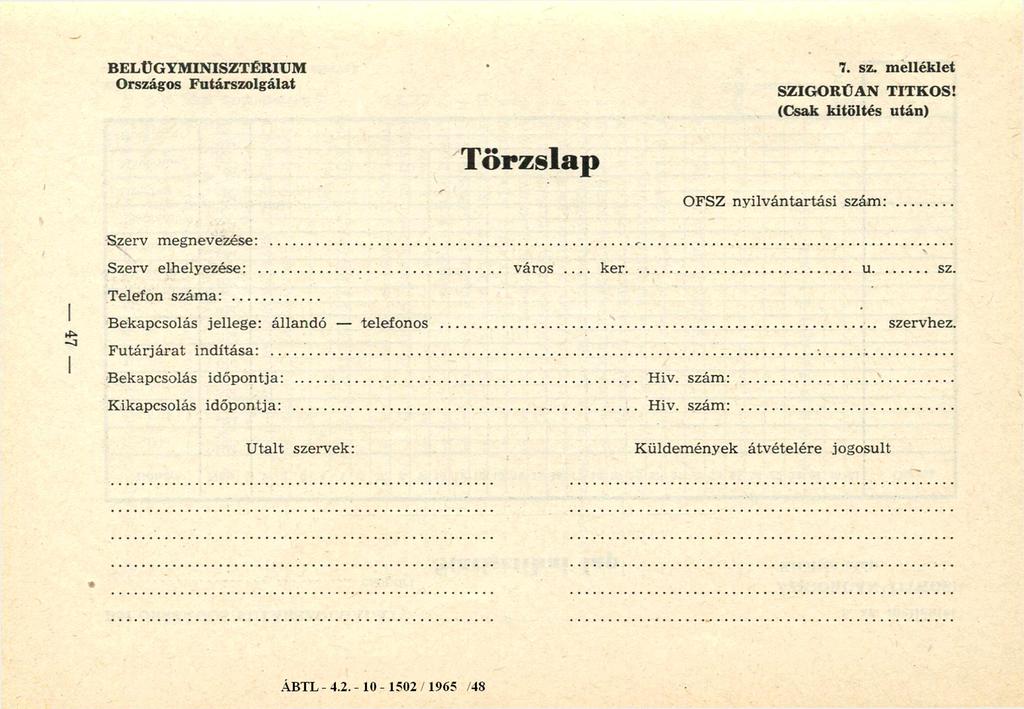 BELÜGYMINISZTÉRIUM
Országos Futárszolgálat
7. sz. melléklet
SZIGORÚAN TITKOS!
(Csak kitöltés után)
Törzslap
OFSZ nyilvántartási szám: ........
Szerv megnevezése: ........
Szerv elhelyezése: ........ város .... ker. ........ u. ....... sz.
Telefon száma: ............
Bekapcsolás jellege: állandó — telefonos ........ szervhez.
Futárjárat indítása: ........
Bekapcsolás időpontja: ........ Hiv. szám: ........
Kikapcsolás időpontja: ........ Hiv. szám: ........
Utalt szervek: Küldemények átvételére jogosult
— 47 —
ÁBTL - 4.2. - 10 - 1502 / 1965 /48